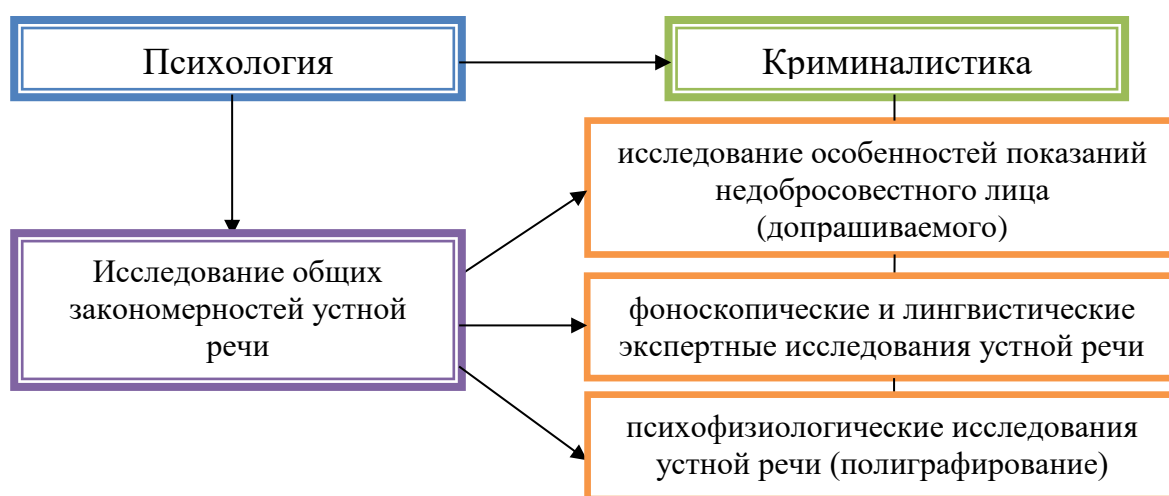 Психология
Криминалистика
исследование особенностей показаний
недобросовестного лица
(допрашиваемого)
Исследование общих
закономерностей устной
речи
фоноскопические и лингвистические
экспертные исследования устной речи
психофизиологические исследования
устной речи (полиграфирование)